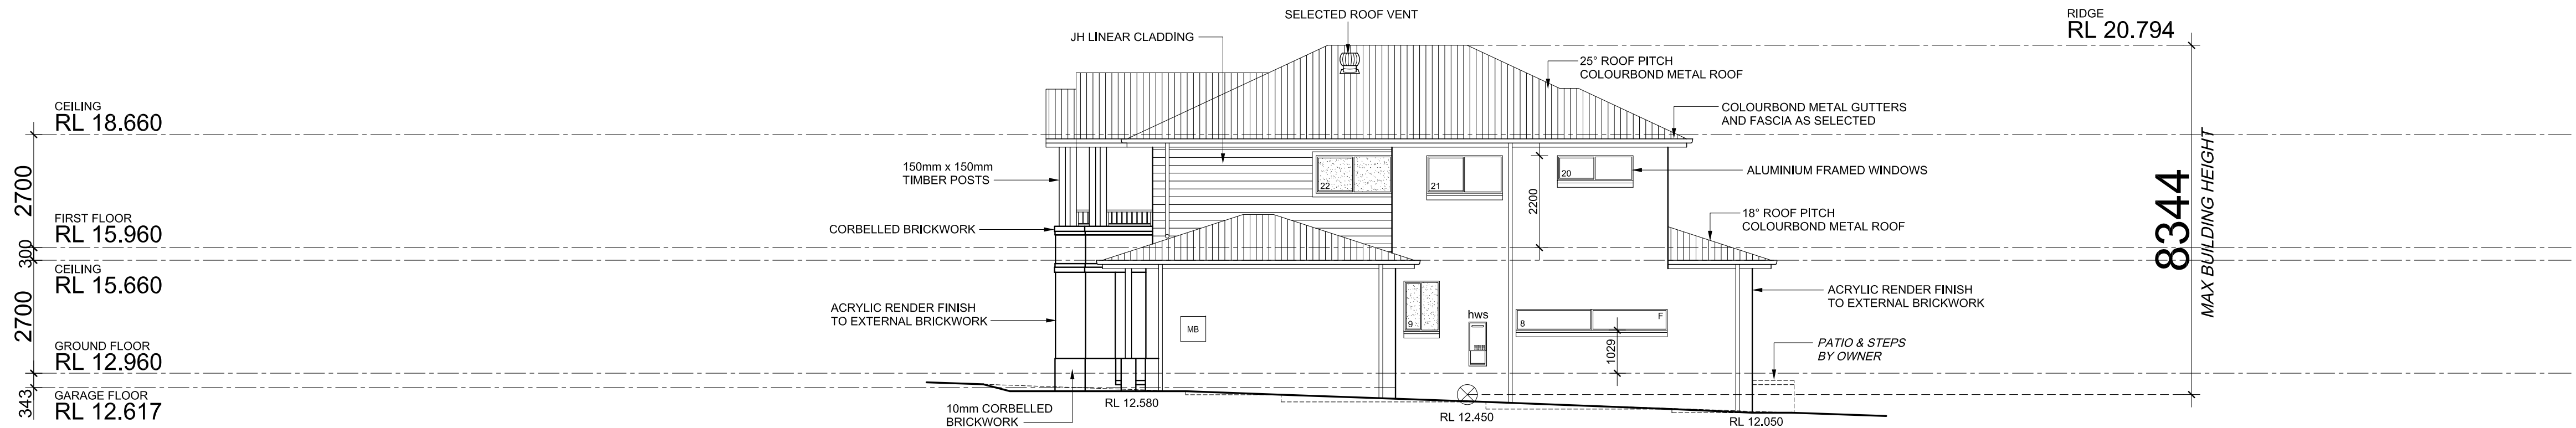 SELECTED ROOF VENT
RIDGE
RL 20.794
JH LINEAR CLADDING
25° ROOF PITCH
COLOURBOND METAL ROOF
CEILING
RL 18.660
COLOURBOND METAL GUTTERS
AND FASCIA AS SELECTED
150mm x 150mm
TIMBER POSTS
ALUMINIUM FRAMED WINDOWS
22
21
20
2700
2200
8344
MAX BUILDING HEIGHT
FIRST FLOOR
RL 15.960
CORBELLED BRICKWORK
18° ROOF PITCH
COLOURBOND METAL ROOF
300
CEILING
RL 15.660
2700
ACRYLIC RENDER FINISH
TO EXTERNAL BRICKWORK
MB
9
hws
8
F
1029
ACRYLIC RENDER FINISH
TO EXTERNAL BRICKWORK
GROUND FLOOR
RL 12.960
PATIO & STEPS
BY OWNER
343
GARAGE FLOOR
RL 12.617
10mm CORBELLED
BRICKWORK
RL 12.580
RL 12.450
RL 12.050